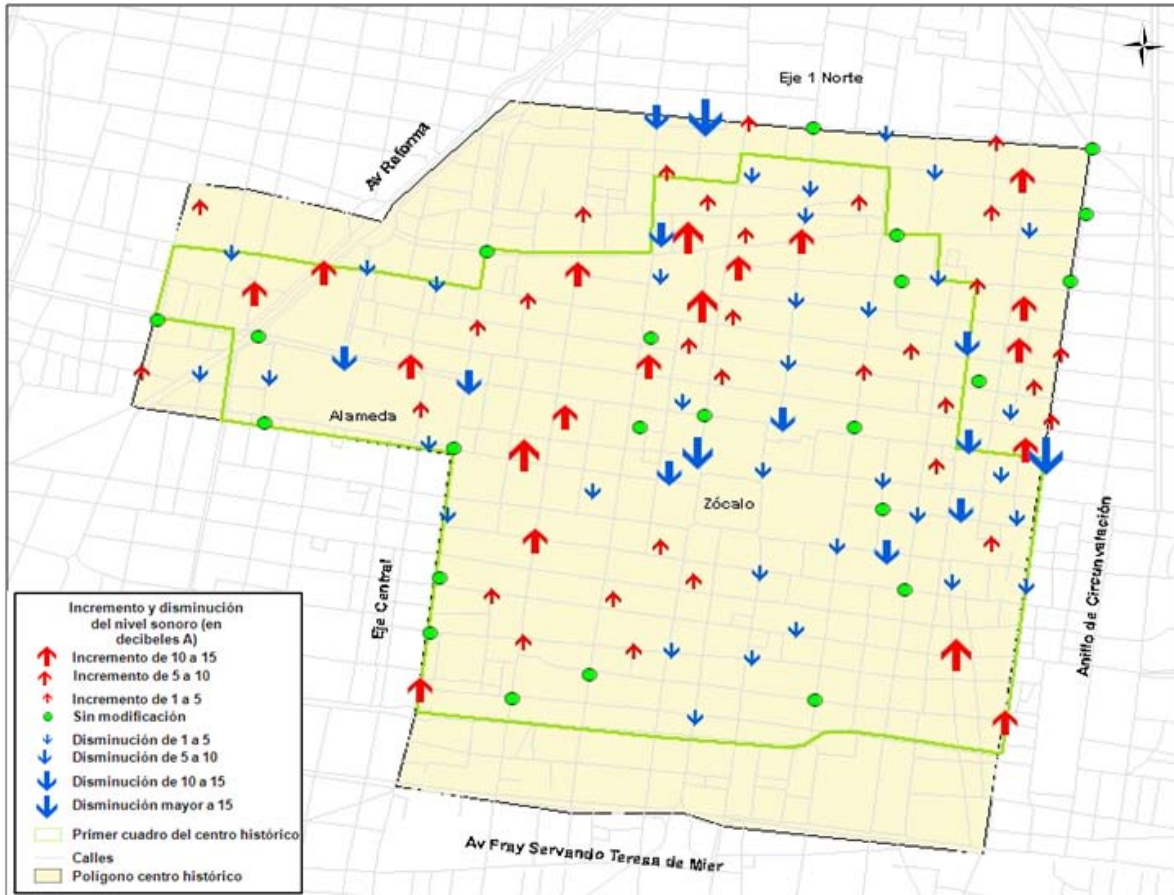 Eje 1 Norte
Av Reforma
Alameda
Zócalo
Eje Central
Anillo de Circunvalación
Av Fray Servando Teresa de Mier
Incremento y disminución
del nivel sonoro (en
decibeles A)
Incremento de 10 a 15
Incremento de 5 a 10
Incremento de 1 a 5
Sin modificación
Disminución de 1 a 5
Disminución de 5 a 10
Disminución de 10 a 15
Disminución mayor a 15
Primer cuadro del centro histórico
Calles
Polígono centro histórico